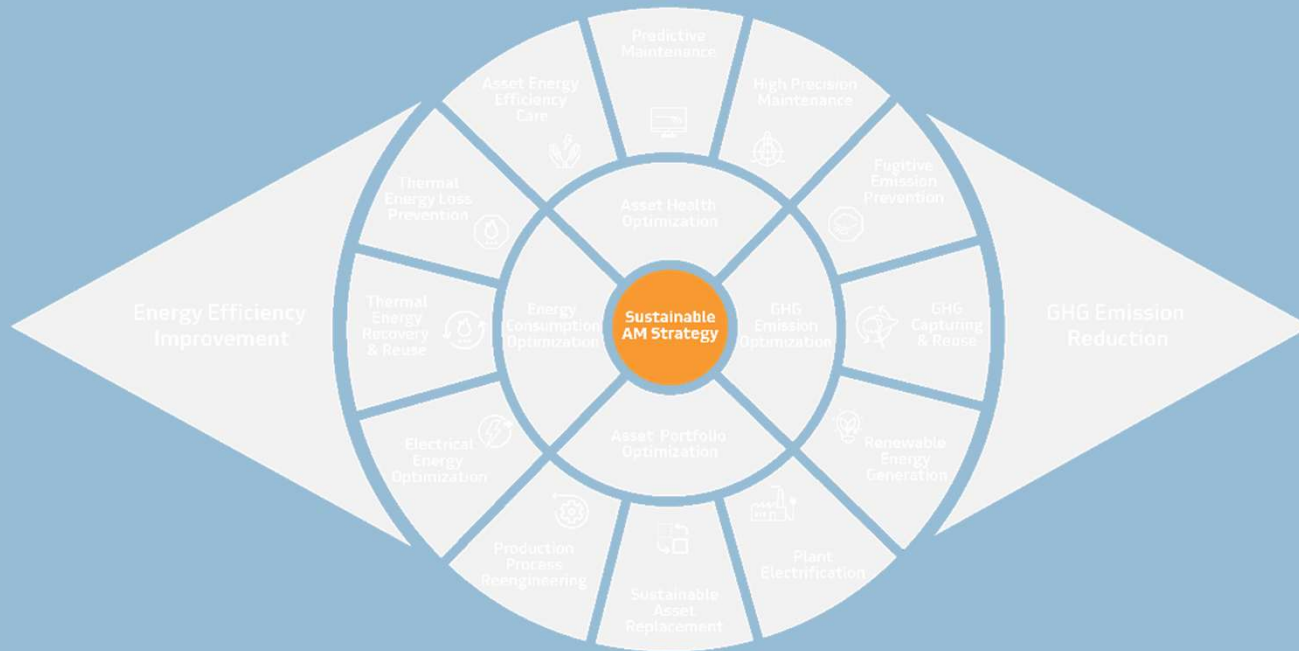 Predictive
Maintenance
Asset Energy
Efficiency
Care
High Precision
Maintenance
Thermal
Energy Loss
Prevention
Fugitive
Emission
Prevention
Asset Health
Optimization
Energy Efficiency
Improvement
Thermal
Energy
Recovery
& Reuse
Energy
Consumption
Optimization
Sustainable
AM Strategy
GHG
Emission
Optimization
GHG
Capturing
& Reuse
GHG Emission
Reduction
Electrical
Energy
Optimization
Asset Portfolio
Optimization
Renewable
Energy
Generation
Production
Process
Reengineering
Sustainable
Asset
Replacement
Plant
Electrification